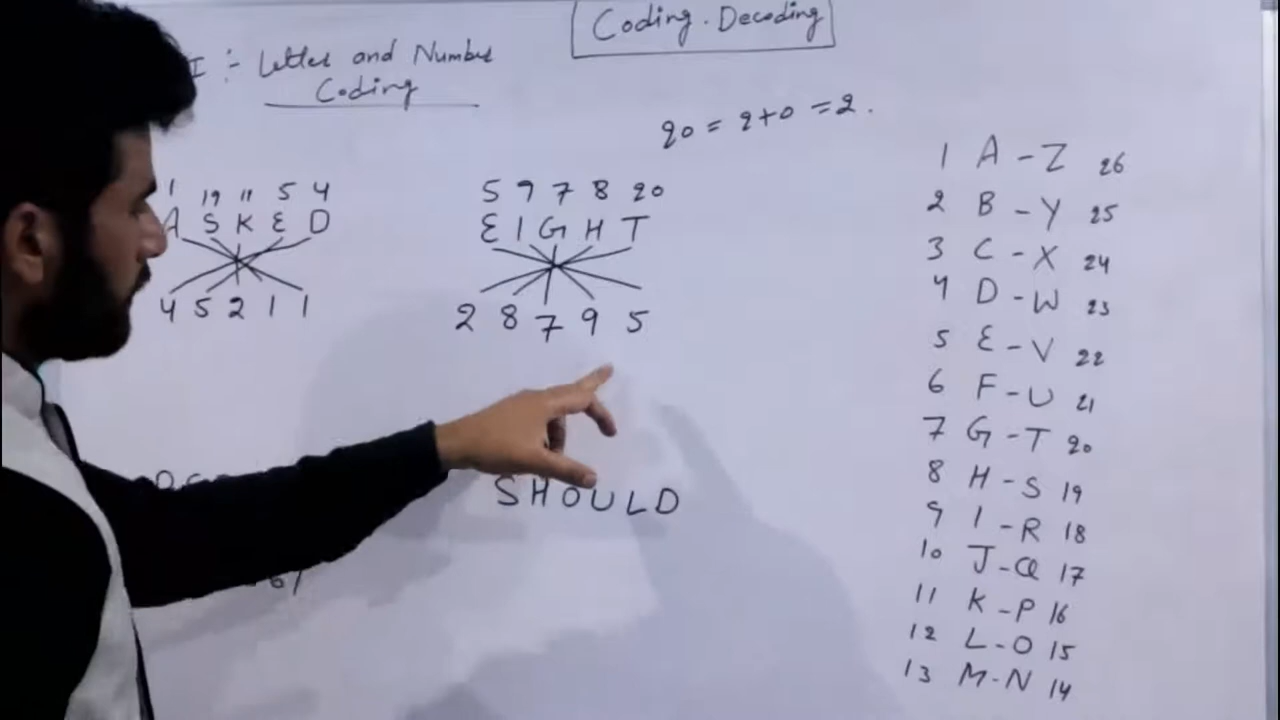 Coding. Decoding
I :- Letter and Number
Coding
20 = 2+0 = 2.
1 19 11 5 4
A S K E D
4 5 2 1 1
5 9 7 8 20
E I G H T
2 8 7 9 5
SHOULD
1 A - Z 26
2 B - Y 25
3 C - X 24
4 D - W 23
5 E - V 22
6 F - U 21
7 G - T 20
8 H - S 19
9 I - R 18
10 J - Q 17
11 K - P 16
12 L - O 15
13 M - N 14